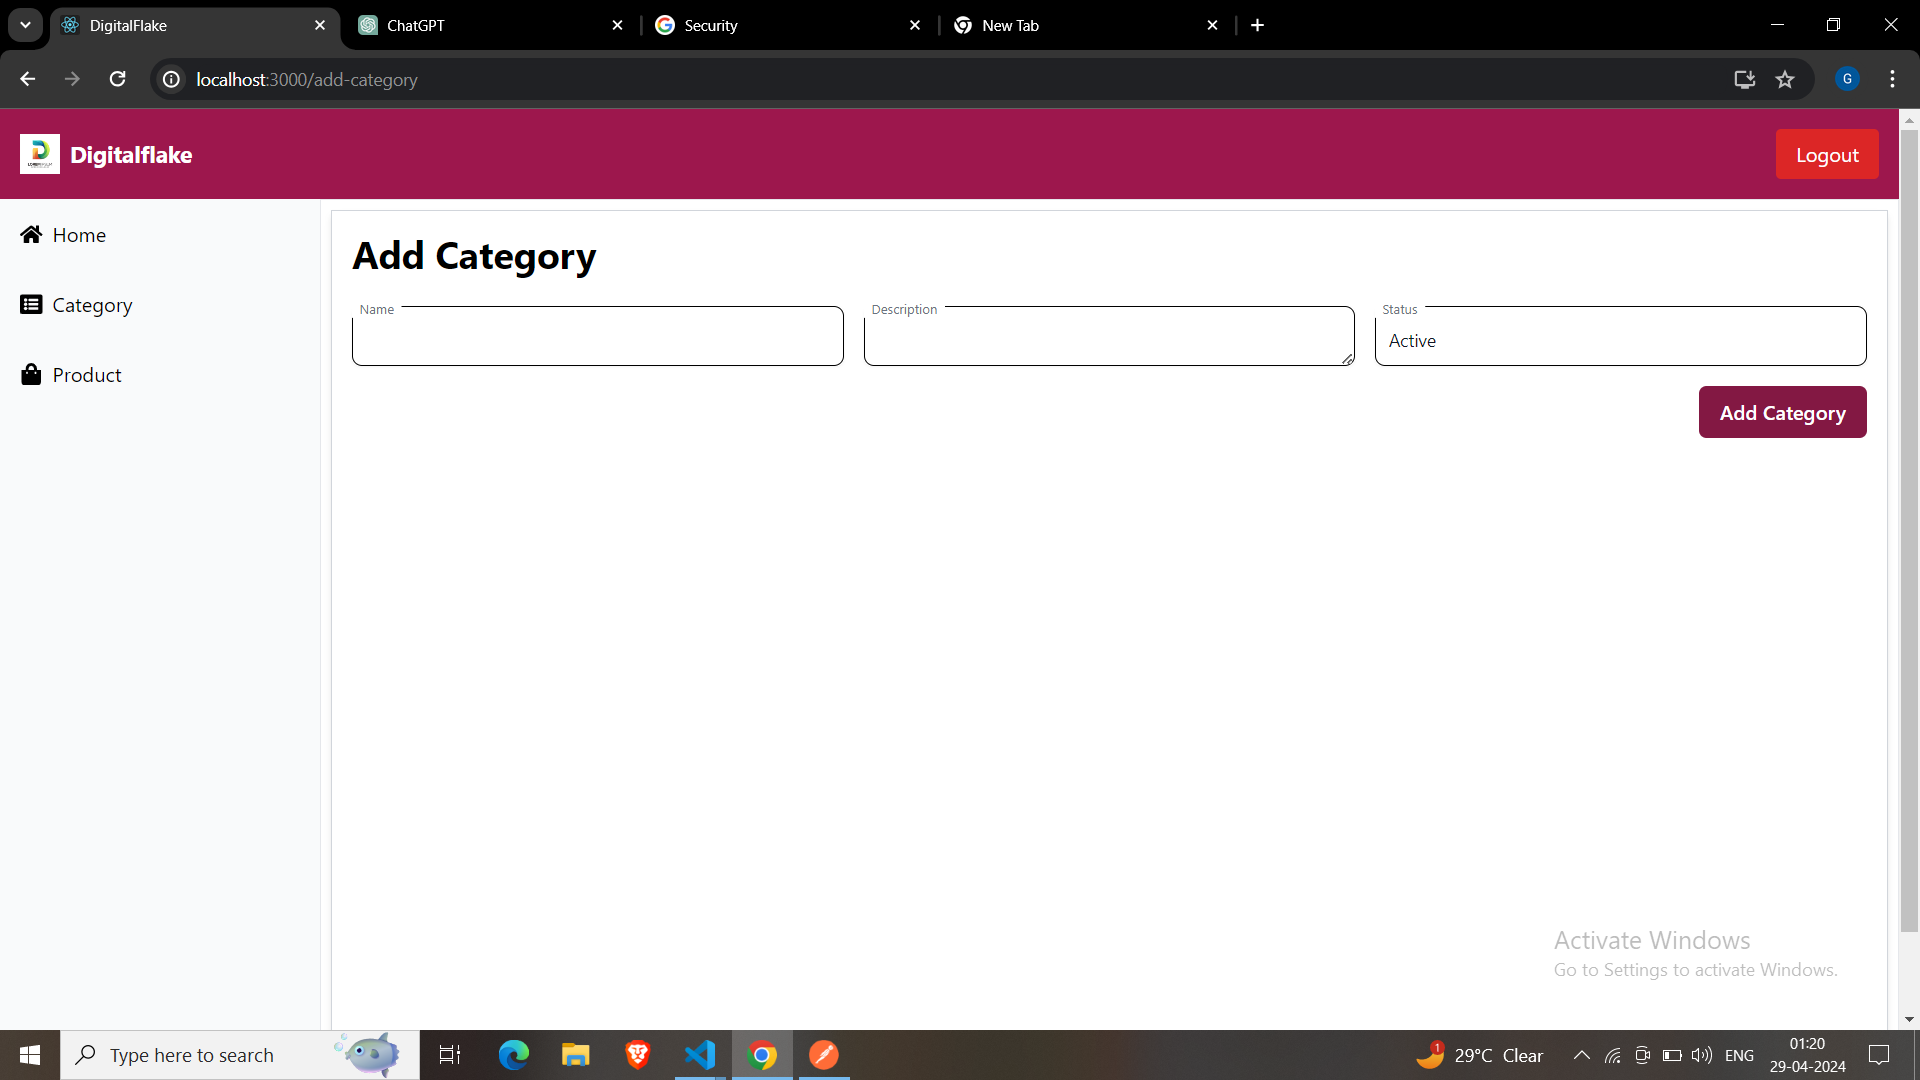 DigitalFlake
ChatGPT
Security
New Tab
localhost:3000/add-category
G
Digitalflake
Logout
Home
Category
Product
Add Category
Name
Description
Status
Active
Add Category
Activate Windows
Go to Settings to activate Windows.
Type here to search
1
29°C Clear
ENG
01:20
29-04-2024